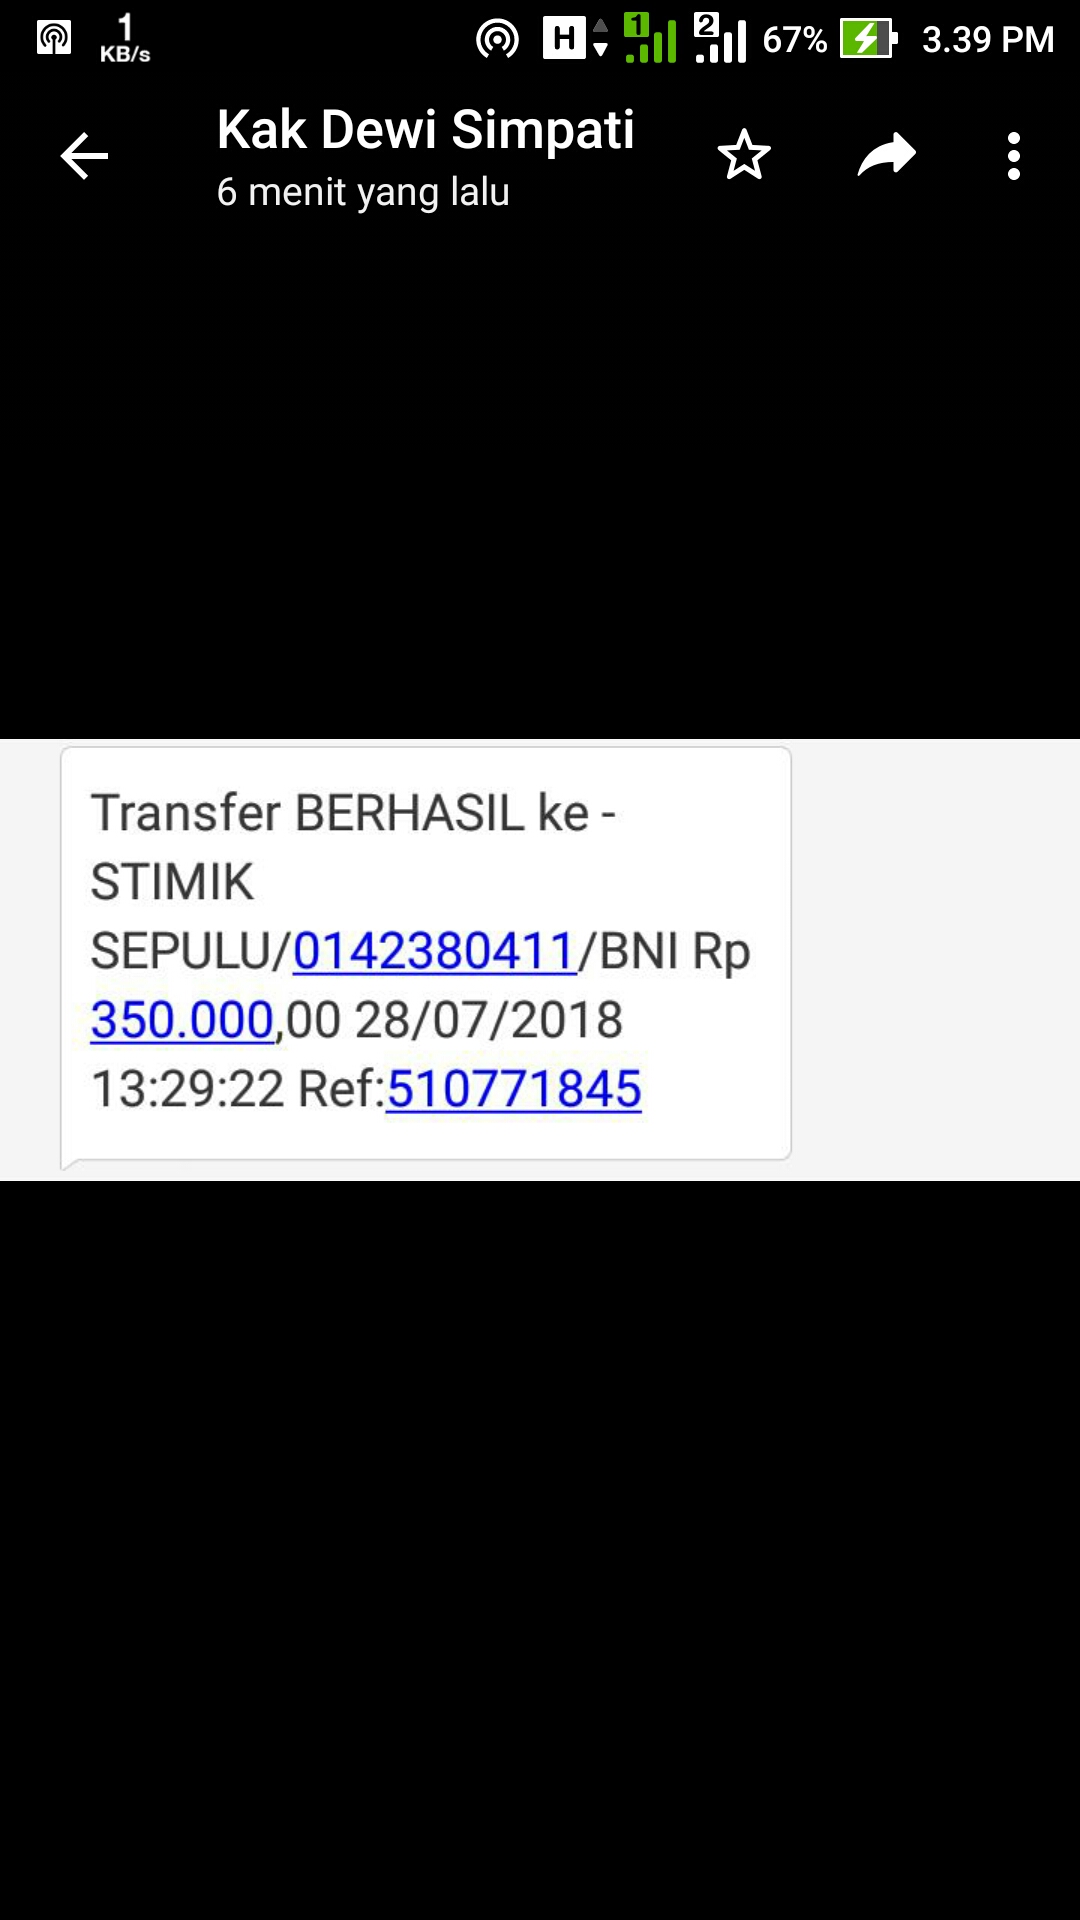 1
KB/s
H
1
2
67%
3.39 PM
Kak Dewi Simpati
6 menit yang lalu
Transfer BERHASIL ke -
STIMIK
SEPULU/0142380411/BNI Rp
350.000,00 28/07/2018
13:29:22 Ref:510771845